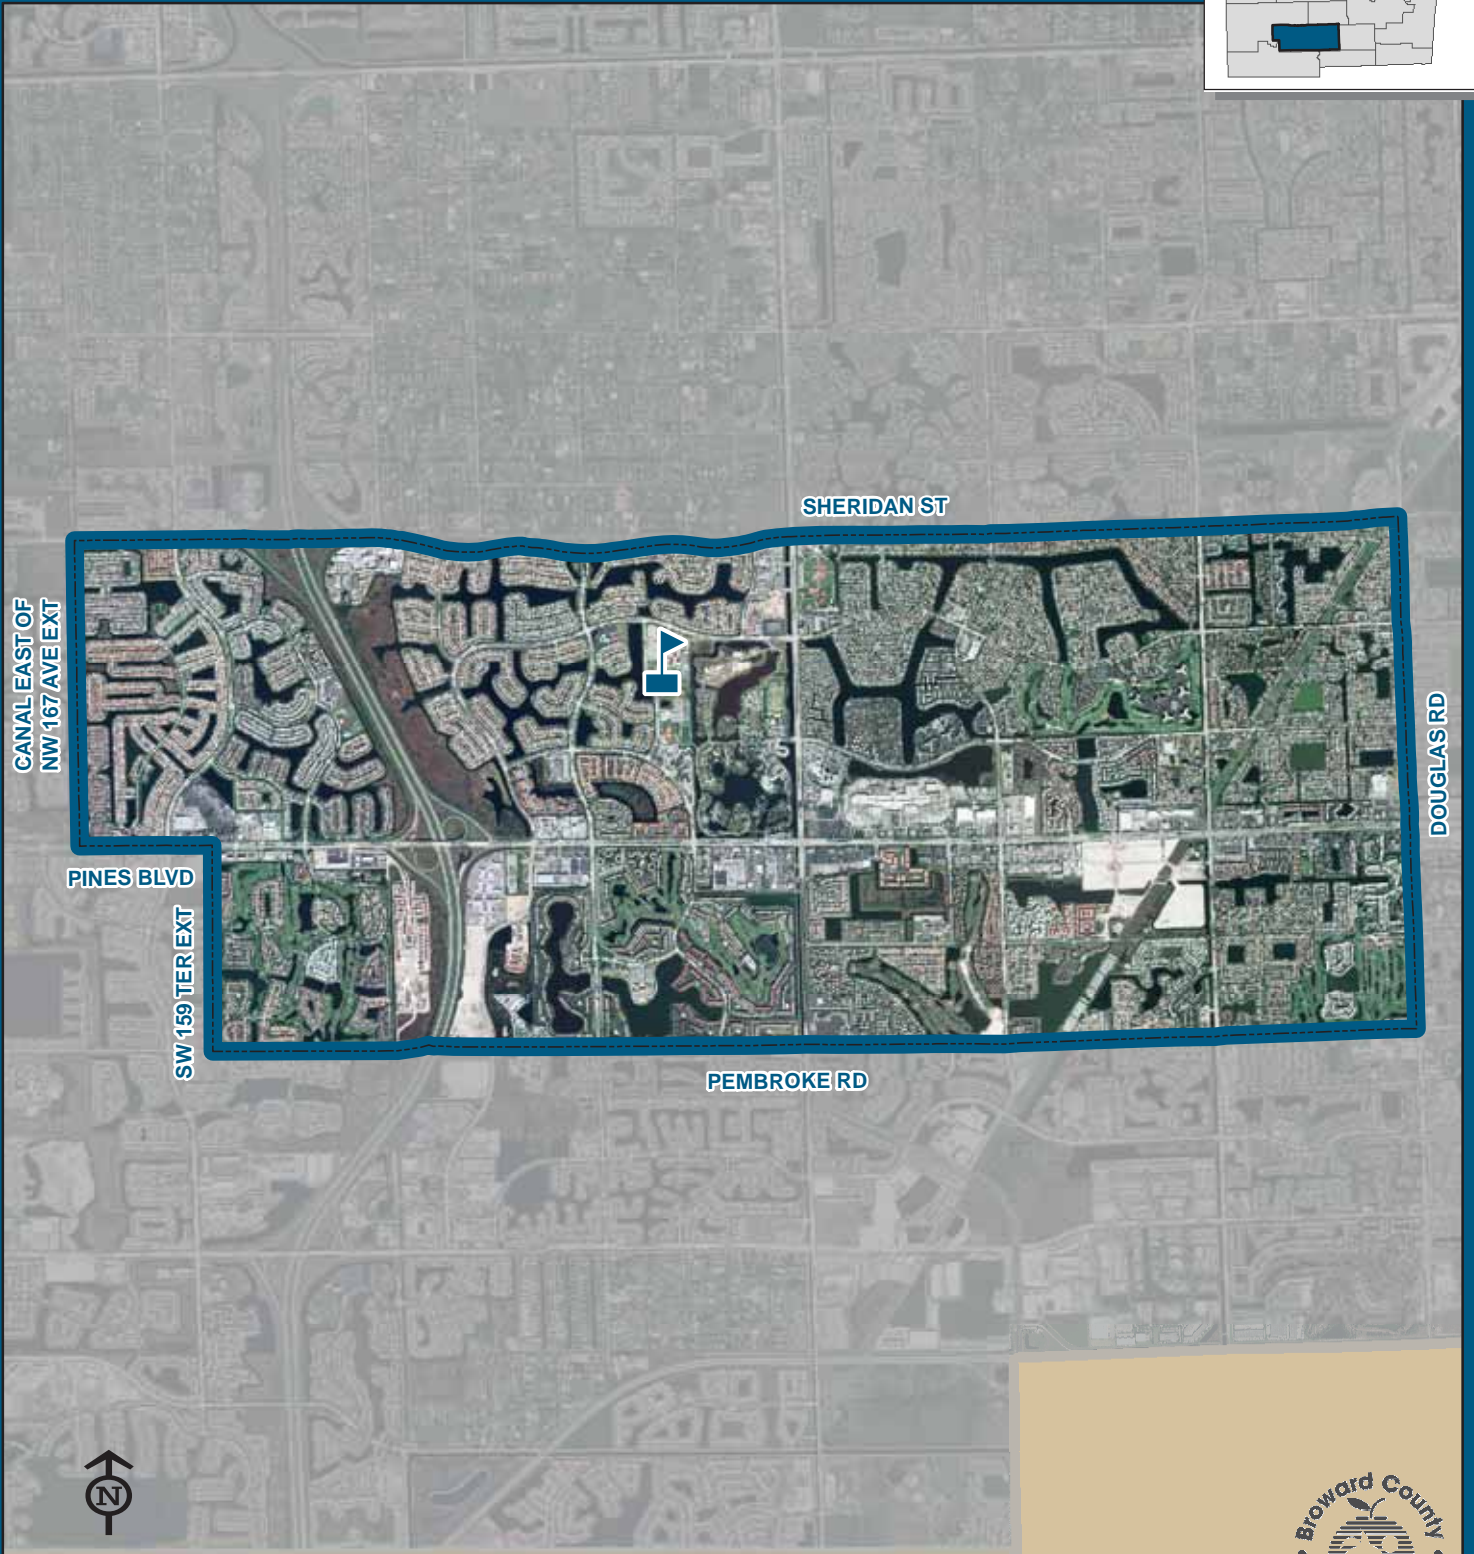 SHERIDAN ST
CANAL EAST OF
NW 167 AVE EXT
DOUGLAS RD
PINES BLVD
SW 159 TER EXT
PEMBROKE RD
N
Broward County